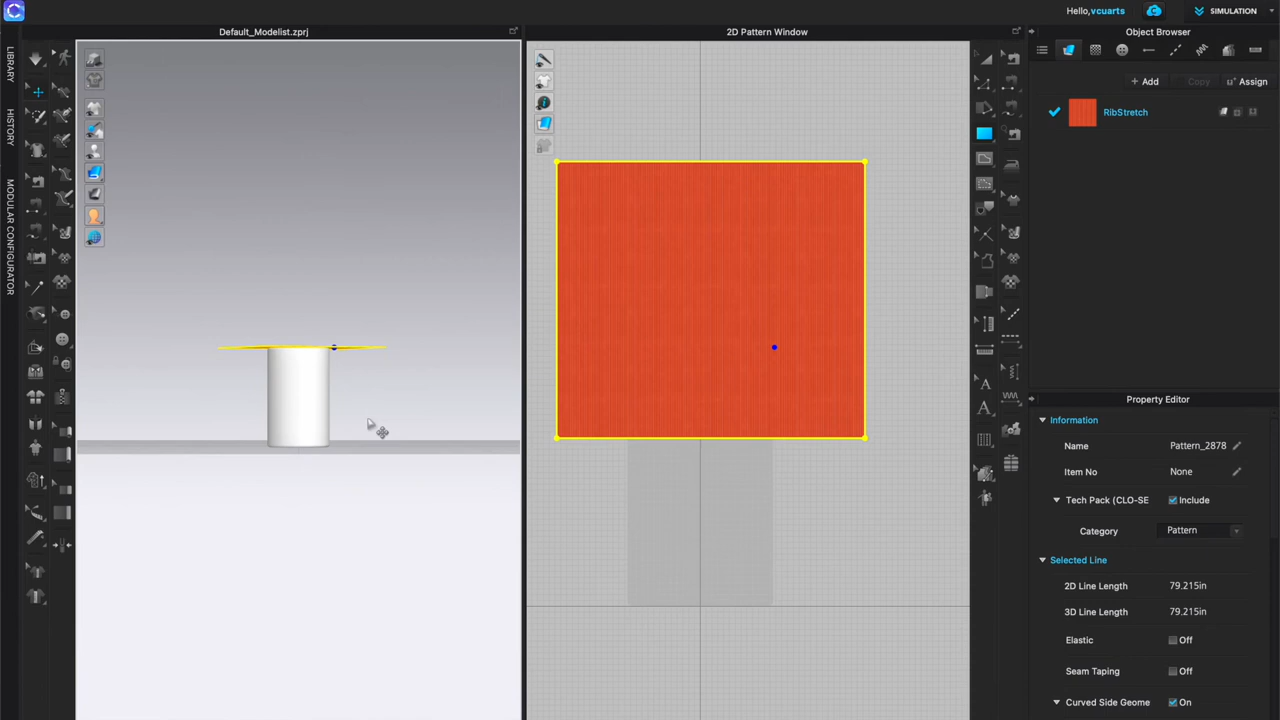 Hello,vcuarts
SIMULATION
Default_Modelist.zprj
2D Pattern Window
Object Browser
LIBRARY
HISTORY
MODULAR CONFIGURATOR
+ Add
Copy
Assign
RibStretch
Property Editor
Information
Name
Pattern_2878
Item No
None
Tech Pack (CLO-SE
Include
Category
Pattern
Selected Line
2D Line Length
79.215in
3D Line Length
79.215in
Elastic
Off
Seam Taping
Off
Curved Side Geome
On